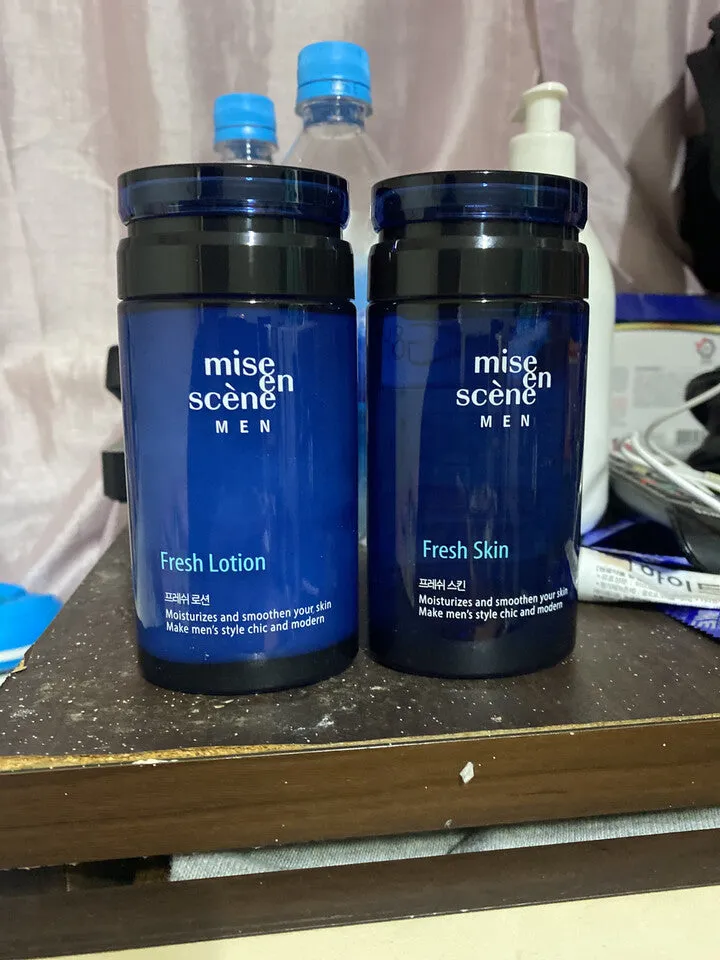 mise
en
scène
MEN
Fresh Lotion
프레쉬 로션
Moisturizes and smoothen your skin
Make men's style chic and modern
mise
en
scène
MEN
Fresh Skin
프레쉬 스킨
Moisturizes and smoothen your skin
Make men's style chic and modern